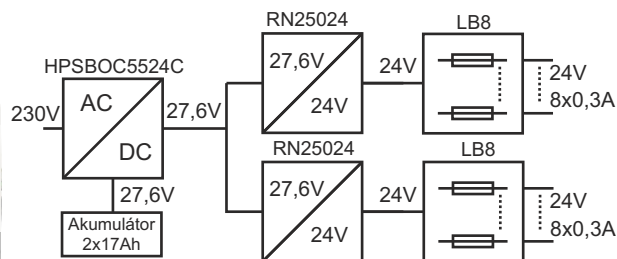 RN25024
LB8
HPSBOC5524C
27,6V
24V
24V
24V
8x0,3A
230V
AC
DC
27,6V
27,6V
Akumulátor
2x17Ah
RN25024
LB8
27,6V
24V
24V
24V
8x0,3A